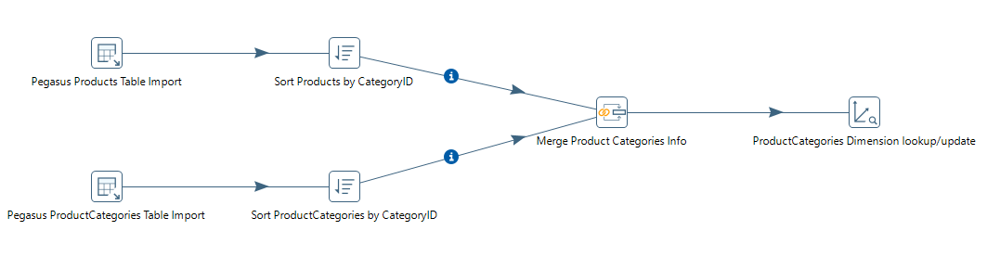 Pegasus Products Table Import
Sort Products by CategoryID
Merge Product Categories Info
ProductCategories Dimension lookup/update
Pegasus ProductCategories Table Import
Sort ProductCategories by CategoryID